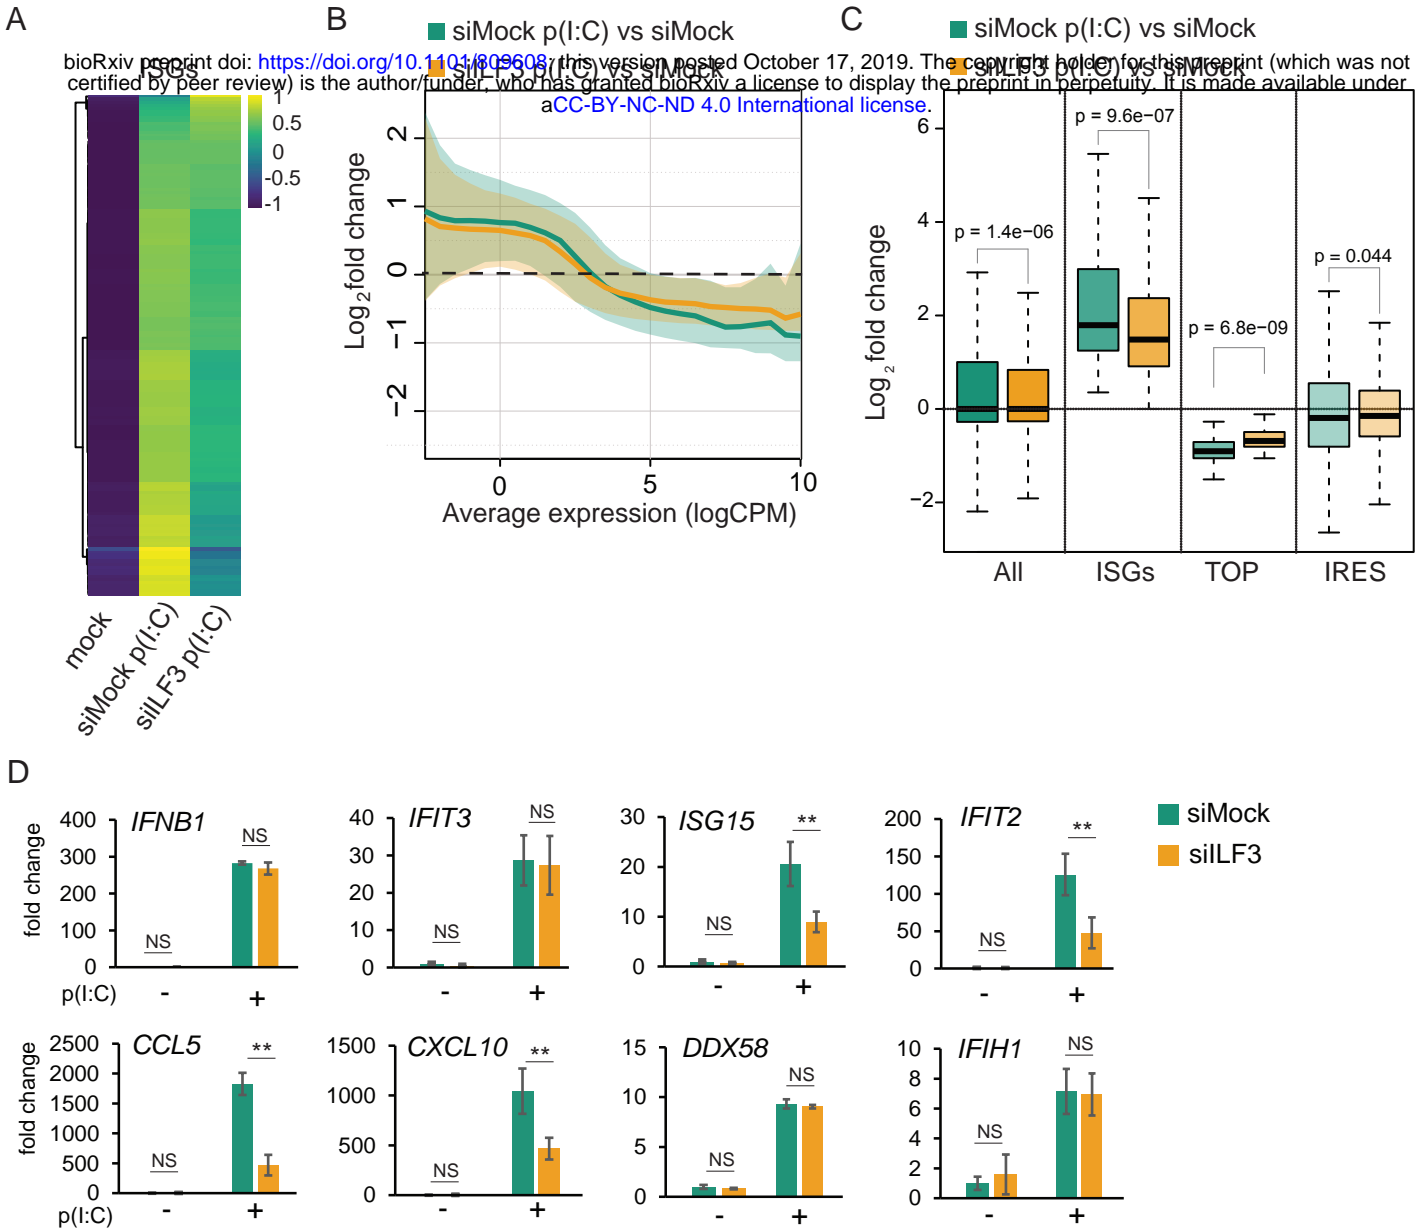 A
B
C
siMock p(I:C) vs siMock
siMock p(I:C) vs siMock
bioRxiv preprint doi: https://doi.org/10.1101/809608; this version posted October 17, 2019. The copyright holder for this preprint (which was not
certified by peer review) is the author/funder, who has granted bioRxiv a license to display the preprint in perpetuity. It is made available under
aCC-BY-NC-ND 4.0 International license.
ISGs
siILF3 p(I:C) vs siMock
siILF3 p(I:C) vs siMock
1
0.5
0
-0.5
-1
mock
siMock p(I:C)
siILF3 p(I:C)
Log2 fold change
2
1
0
−1
−2
0
5
10
Average expression (logCPM)
Log2 fold change
6
4
2
0
−2
p = 1.4e−06
p = 9.6e−07
p = 6.8e−09
p = 0.044
All
ISGs
TOP
IRES
D
siMock
siILF3
IFNB1
fold change
400
300
200
100
0
NS
NS
p(I:C)
-
+
IFIT3
40
30
20
10
0
NS
NS
-
+
ISG15
30
20
10
0
NS
**
-
+
IFIT2
200
150
100
50
0
NS
**
-
+
CCL5
fold change
2500
2000
1500
1000
500
0
NS
**
p(I:C)
-
+
CXCL10
1500
1000
500
0
NS
**
-
+
DDX58
15
10
5
0
NS
NS
-
+
IFIH1
10
8
6
4
2
0
NS
NS
-
+